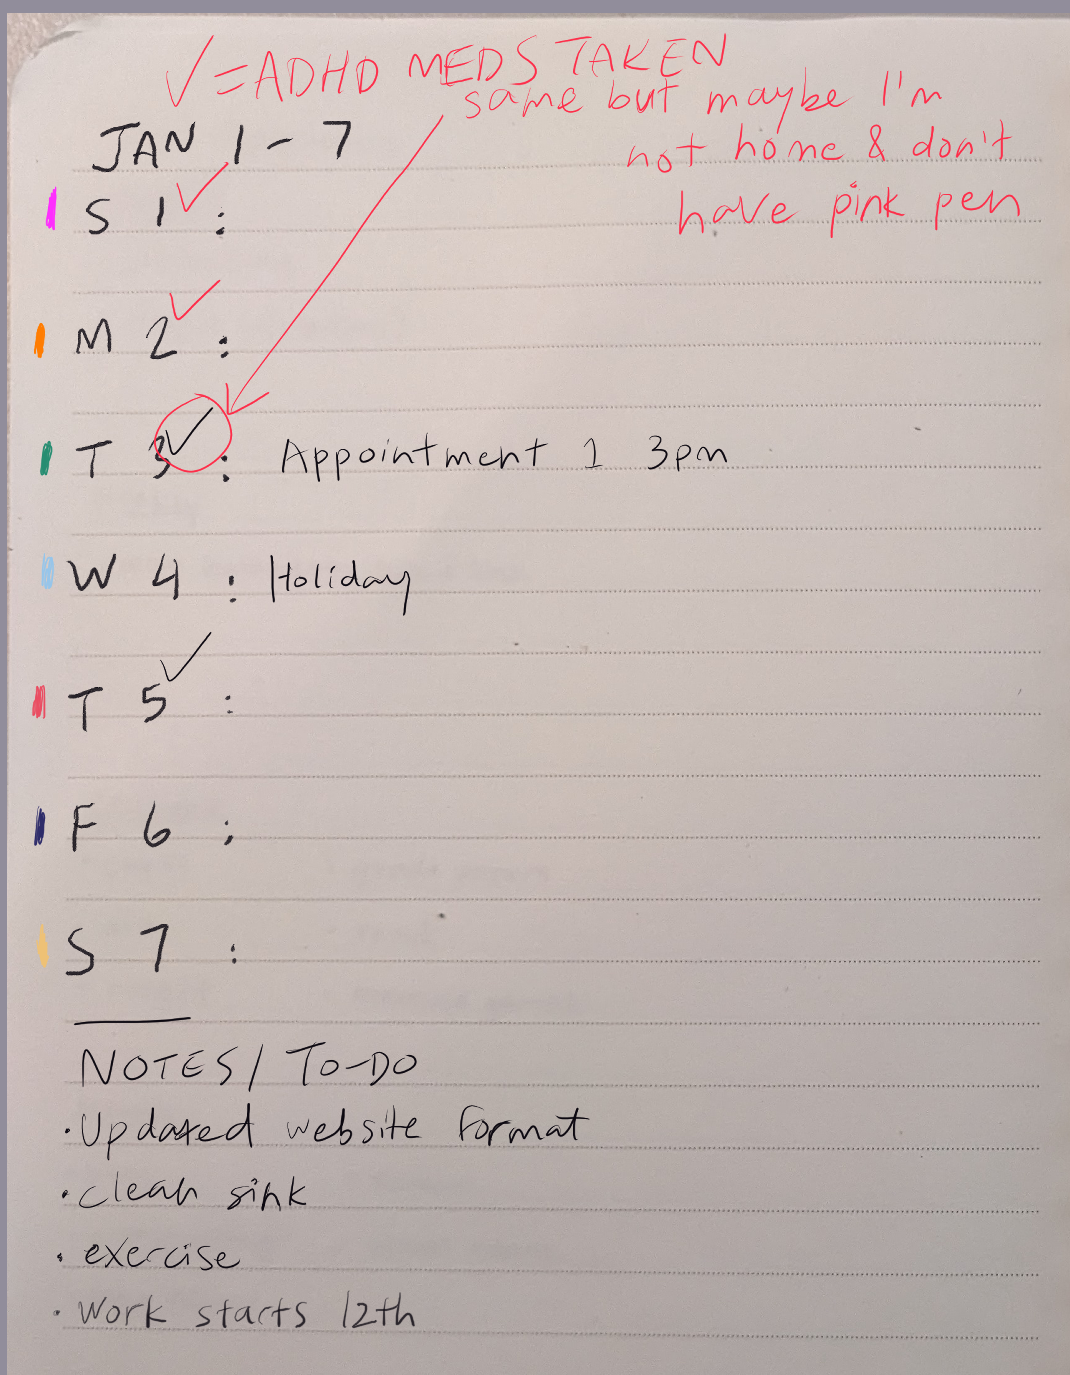 ✓=ADHD MEDS TAKEN
same but maybe I'm
not home & don't
have pink pen
JAN 1-7
S 1 ✓:
M 2 ✓:
T 3 ✓: Appointment 1 3pm
W 4 : Holiday
T 5 ✓:
F 6 :
S 7 :
NOTES/TO-DO
·Updated website format
·clean sink
·exercise
·Work starts 12th